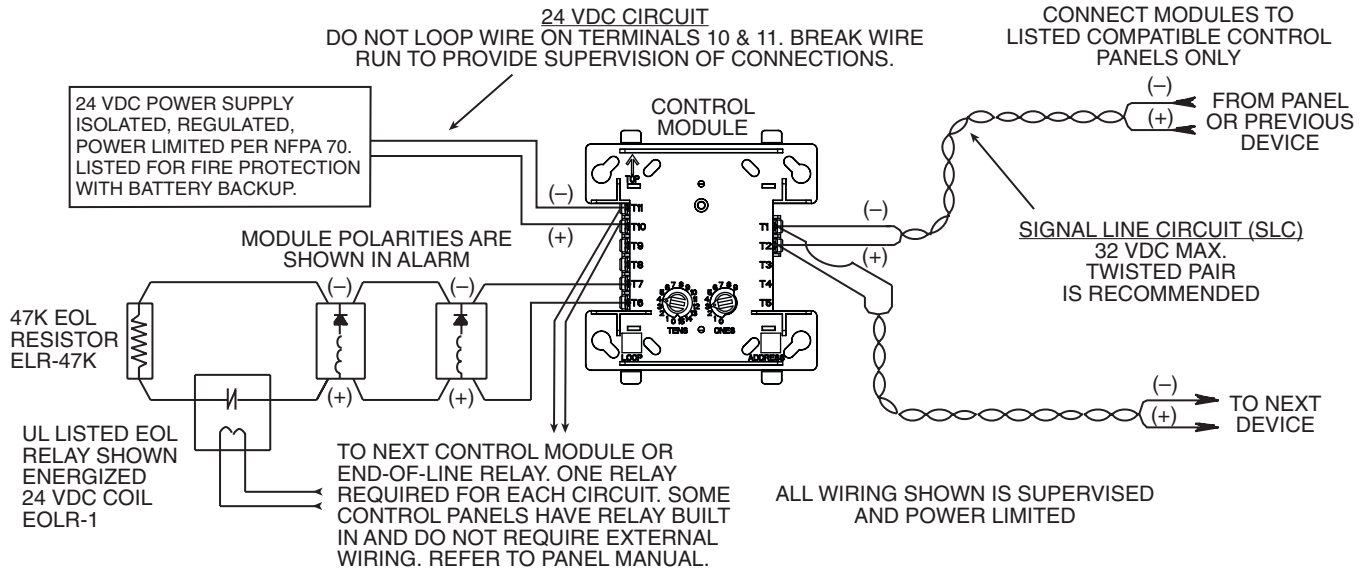 24 VDC CIRCUIT
DO NOT LOOP WIRE ON TERMINALS 10 & 11. BREAK WIRE
RUN TO PROVIDE SUPERVISION OF CONNECTIONS.
CONNECT MODULES TO
LISTED COMPATIBLE CONTROL
PANELS ONLY
24 VDC POWER SUPPLY
ISOLATED, REGULATED,
POWER LIMITED PER NFPA 70.
LISTED FOR FIRE PROTECTION
WITH BATTERY BACKUP.
CONTROL
MODULE
(–)
(+)
FROM PANEL
OR PREVIOUS
DEVICE
TOP
(–)
(+)
T11
T10
T9
T8
T7
T6
T1
T2
T3
T4
T5
(–)
(+)
SIGNAL LINE CIRCUIT (SLC)
32 VDC MAX.
TWISTED PAIR
IS RECOMMENDED
MODULE POLARITIES ARE
SHOWN IN ALARM
(–)
(–)
(+)
(+)
47K EOL
RESISTOR
ELR-47K
TENS
ONES
LOOP
ADDRESS
(–)
(+)
TO NEXT
DEVICE
UL LISTED EOL
RELAY SHOWN
ENERGIZED
24 VDC COIL
EOLR-1
TO NEXT CONTROL MODULE OR
END-OF-LINE RELAY. ONE RELAY
REQUIRED FOR EACH CIRCUIT. SOME
CONTROL PANELS HAVE RELAY BUILT
IN AND DO NOT REQUIRE EXTERNAL
WIRING. REFER TO PANEL MANUAL.
ALL WIRING SHOWN IS SUPERVISED
AND POWER LIMITED